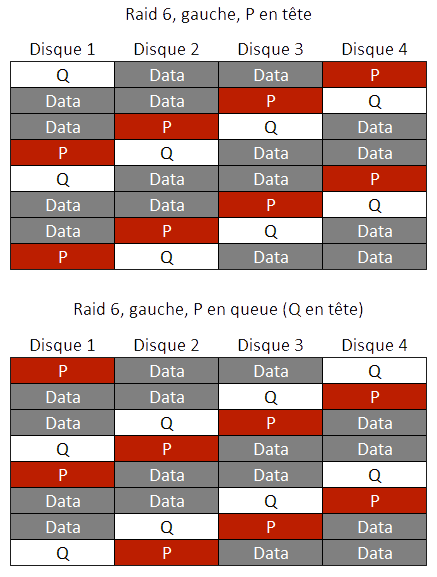 Raid 6, gauche, P en tête
Disque 1 Disque 2 Disque 3 Disque 4
Q Data Data P
Data Data P Q
Data P Q Data
P Q Data Data
Q Data Data P
Data Data P Q
Data P Q Data
P Q Data Data
Raid 6, gauche, P en queue (Q en tête)
Disque 1 Disque 2 Disque 3 Disque 4
P Data Data Q
Data Data Q P
Data Q P Data
Q P Data Data
P Data Data Q
Data Data Q P
Data Q P Data
Q P Data Data